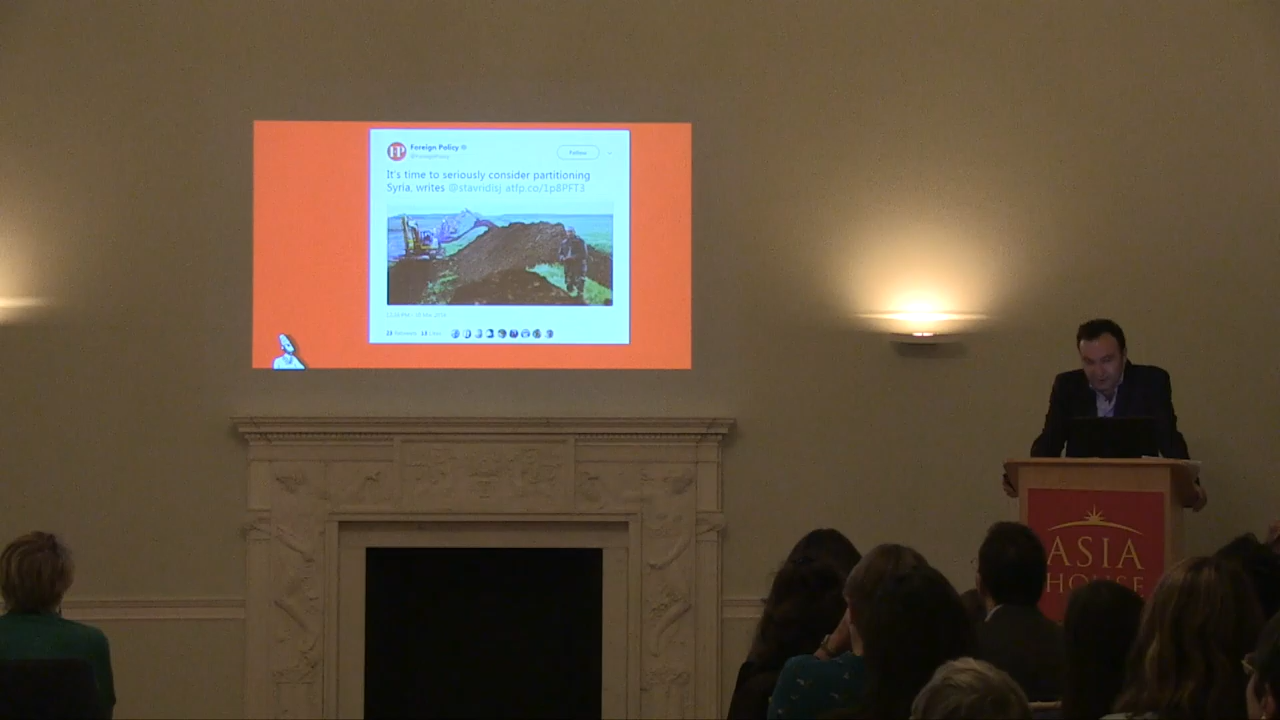 Foreign Policy
Follow
It's time to seriously consider partitioning
Syria, writes @stavridisj atfp.co/1p8PFT3
ASIA
HOUSE